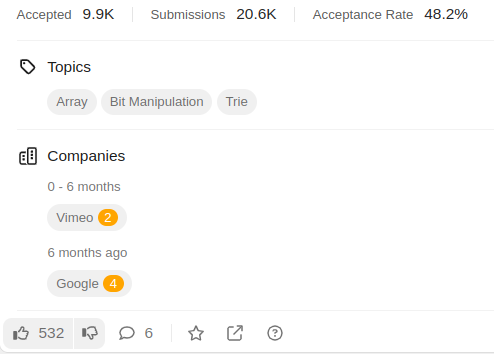 Accepted 9.9K Submissions 20.6K Acceptance Rate 48.2%
Topics
Array Bit Manipulation Trie
Companies
0 - 6 months
Vimeo 2
6 months ago
Google 4
532 6